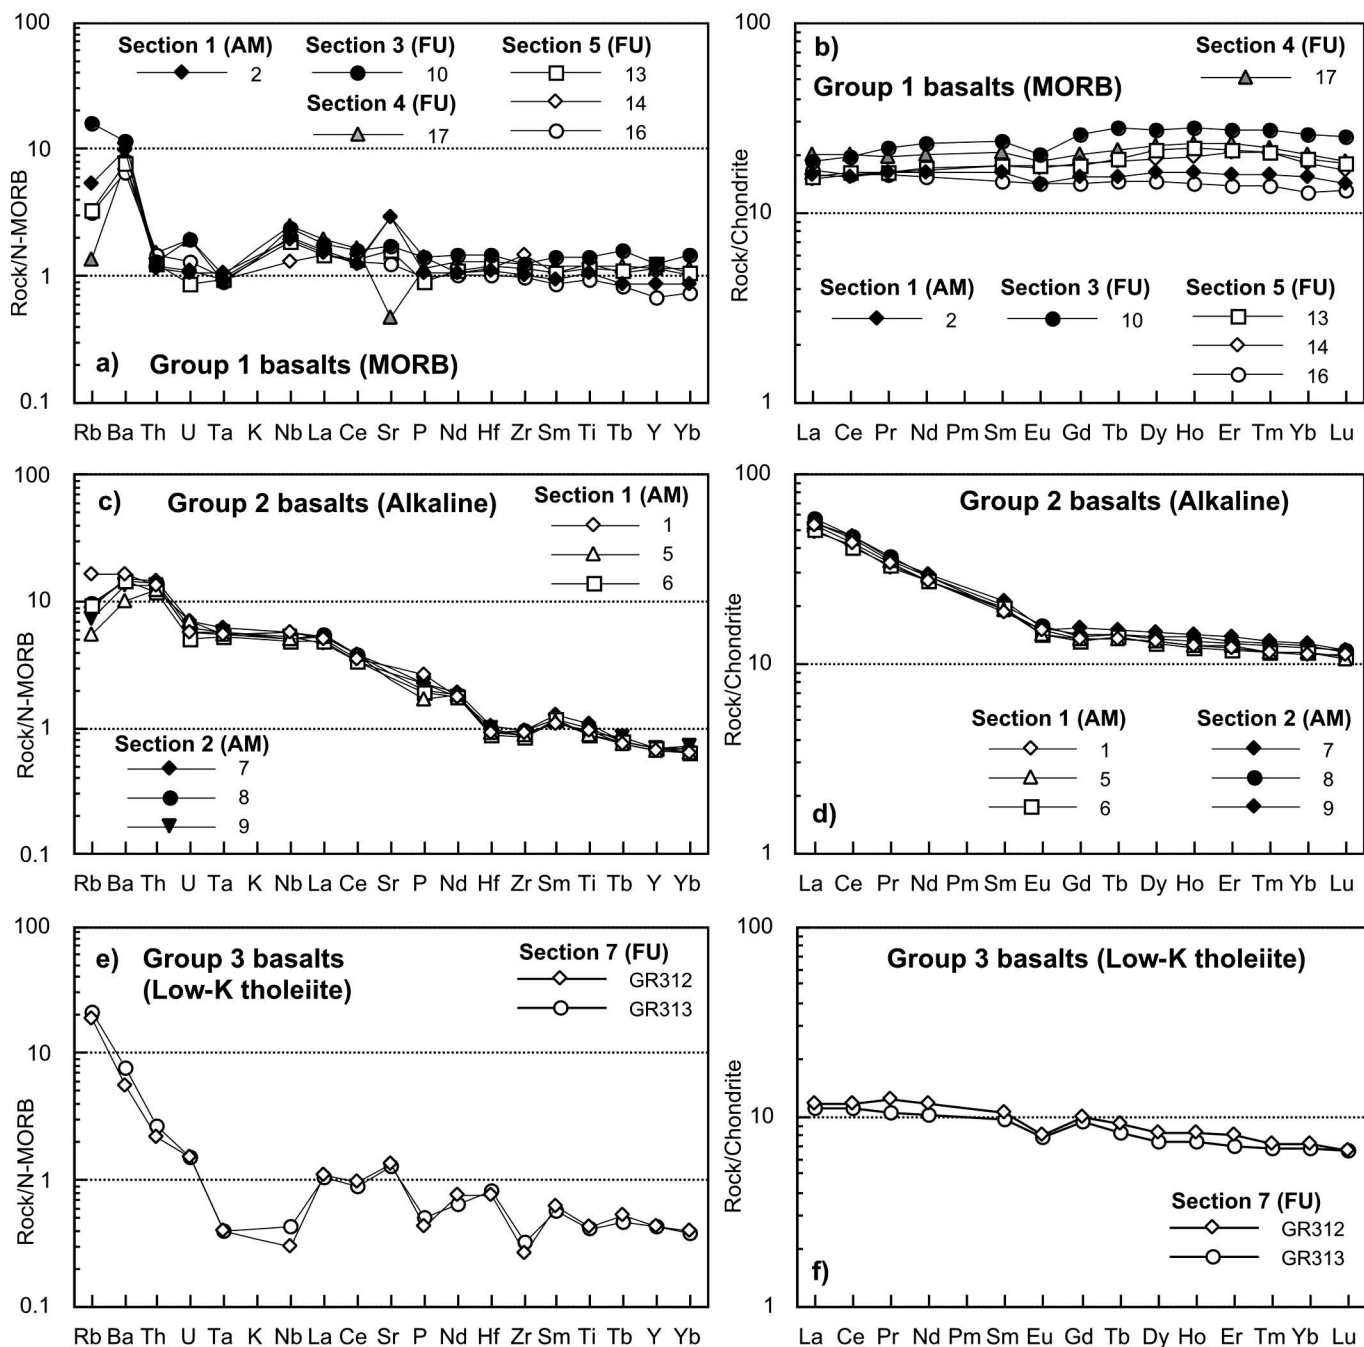 100
10
1
0.1
Rock/N-MORB
Section 1 (AM)
2
Section 3 (FU)
10
Section 4 (FU)
17
Section 5 (FU)
13
14
16
a) Group 1 basalts (MORB)
Rb Ba Th U Ta K Nb La Ce Sr P Nd Hf Zr Sm Ti Tb Y Yb
100
10
1
Rock/Chondrite
b)
Group 1 basalts (MORB)
Section 4 (FU)
17
Section 1 (AM)
2
Section 3 (FU)
10
Section 5 (FU)
13
14
16
La Ce Pr Nd Pm Sm Eu Gd Tb Dy Ho Er Tm Yb Lu
100
10
1
0.1
Rock/N-MORB
c) Group 2 basalts (Alkaline)
Section 1 (AM)
1
5
6
Section 2 (AM)
7
8
9
Rb Ba Th U Ta K Nb La Ce Sr P Nd Hf Zr Sm Ti Tb Y Yb
100
10
1
Rock/Chondrite
Group 2 basalts (Alkaline)
Section 1 (AM)
1
5
6
Section 2 (AM)
7
8
9
d)
La Ce Pr Nd Pm Sm Eu Gd Tb Dy Ho Er Tm Yb Lu
100
10
1
0.1
Rock/N-MORB
e) Group 3 basalts
(Low-K tholeiite)
Section 7 (FU)
GR312
GR313
Rb Ba Th U Ta K Nb La Ce Sr P Nd Hf Zr Sm Ti Tb Y Yb
100
10
1
Rock/Chondrite
Group 3 basalts (Low-K tholeiite)
Section 7 (FU)
GR312
GR313
f)
La Ce Pr Nd Pm Sm Eu Gd Tb Dy Ho Er Tm Yb Lu